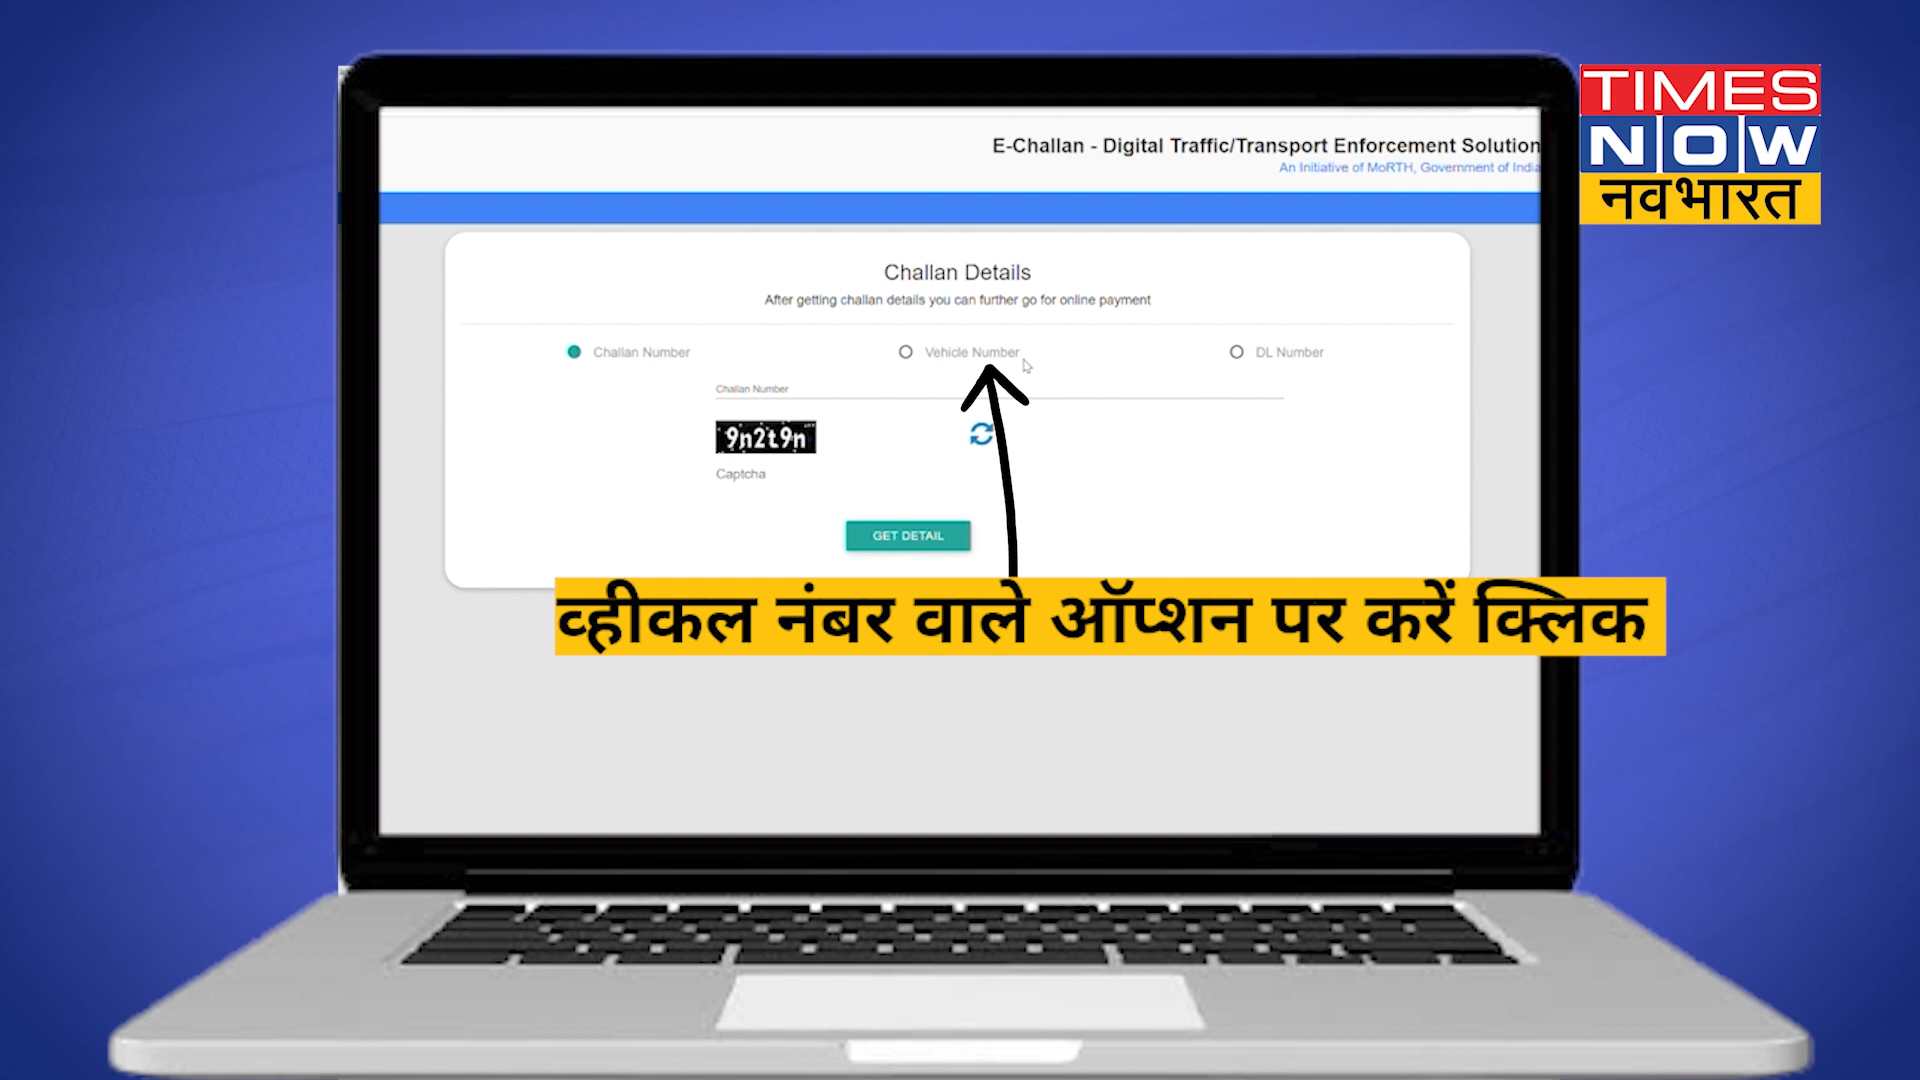 TIMES
NOW
नवभारत
E-Challan - Digital Traffic/Transport Enforcement Solution
An Initiative of MoRTH, Government of India
Challan Details
After getting challan details you can further go for online payment
Challan Number
Vehicle Number
DL Number
Challan Number
9n2t9n
Captcha
GET DETAIL
व्हीकल नंबर वाले ऑप्शन पर करें क्लिक